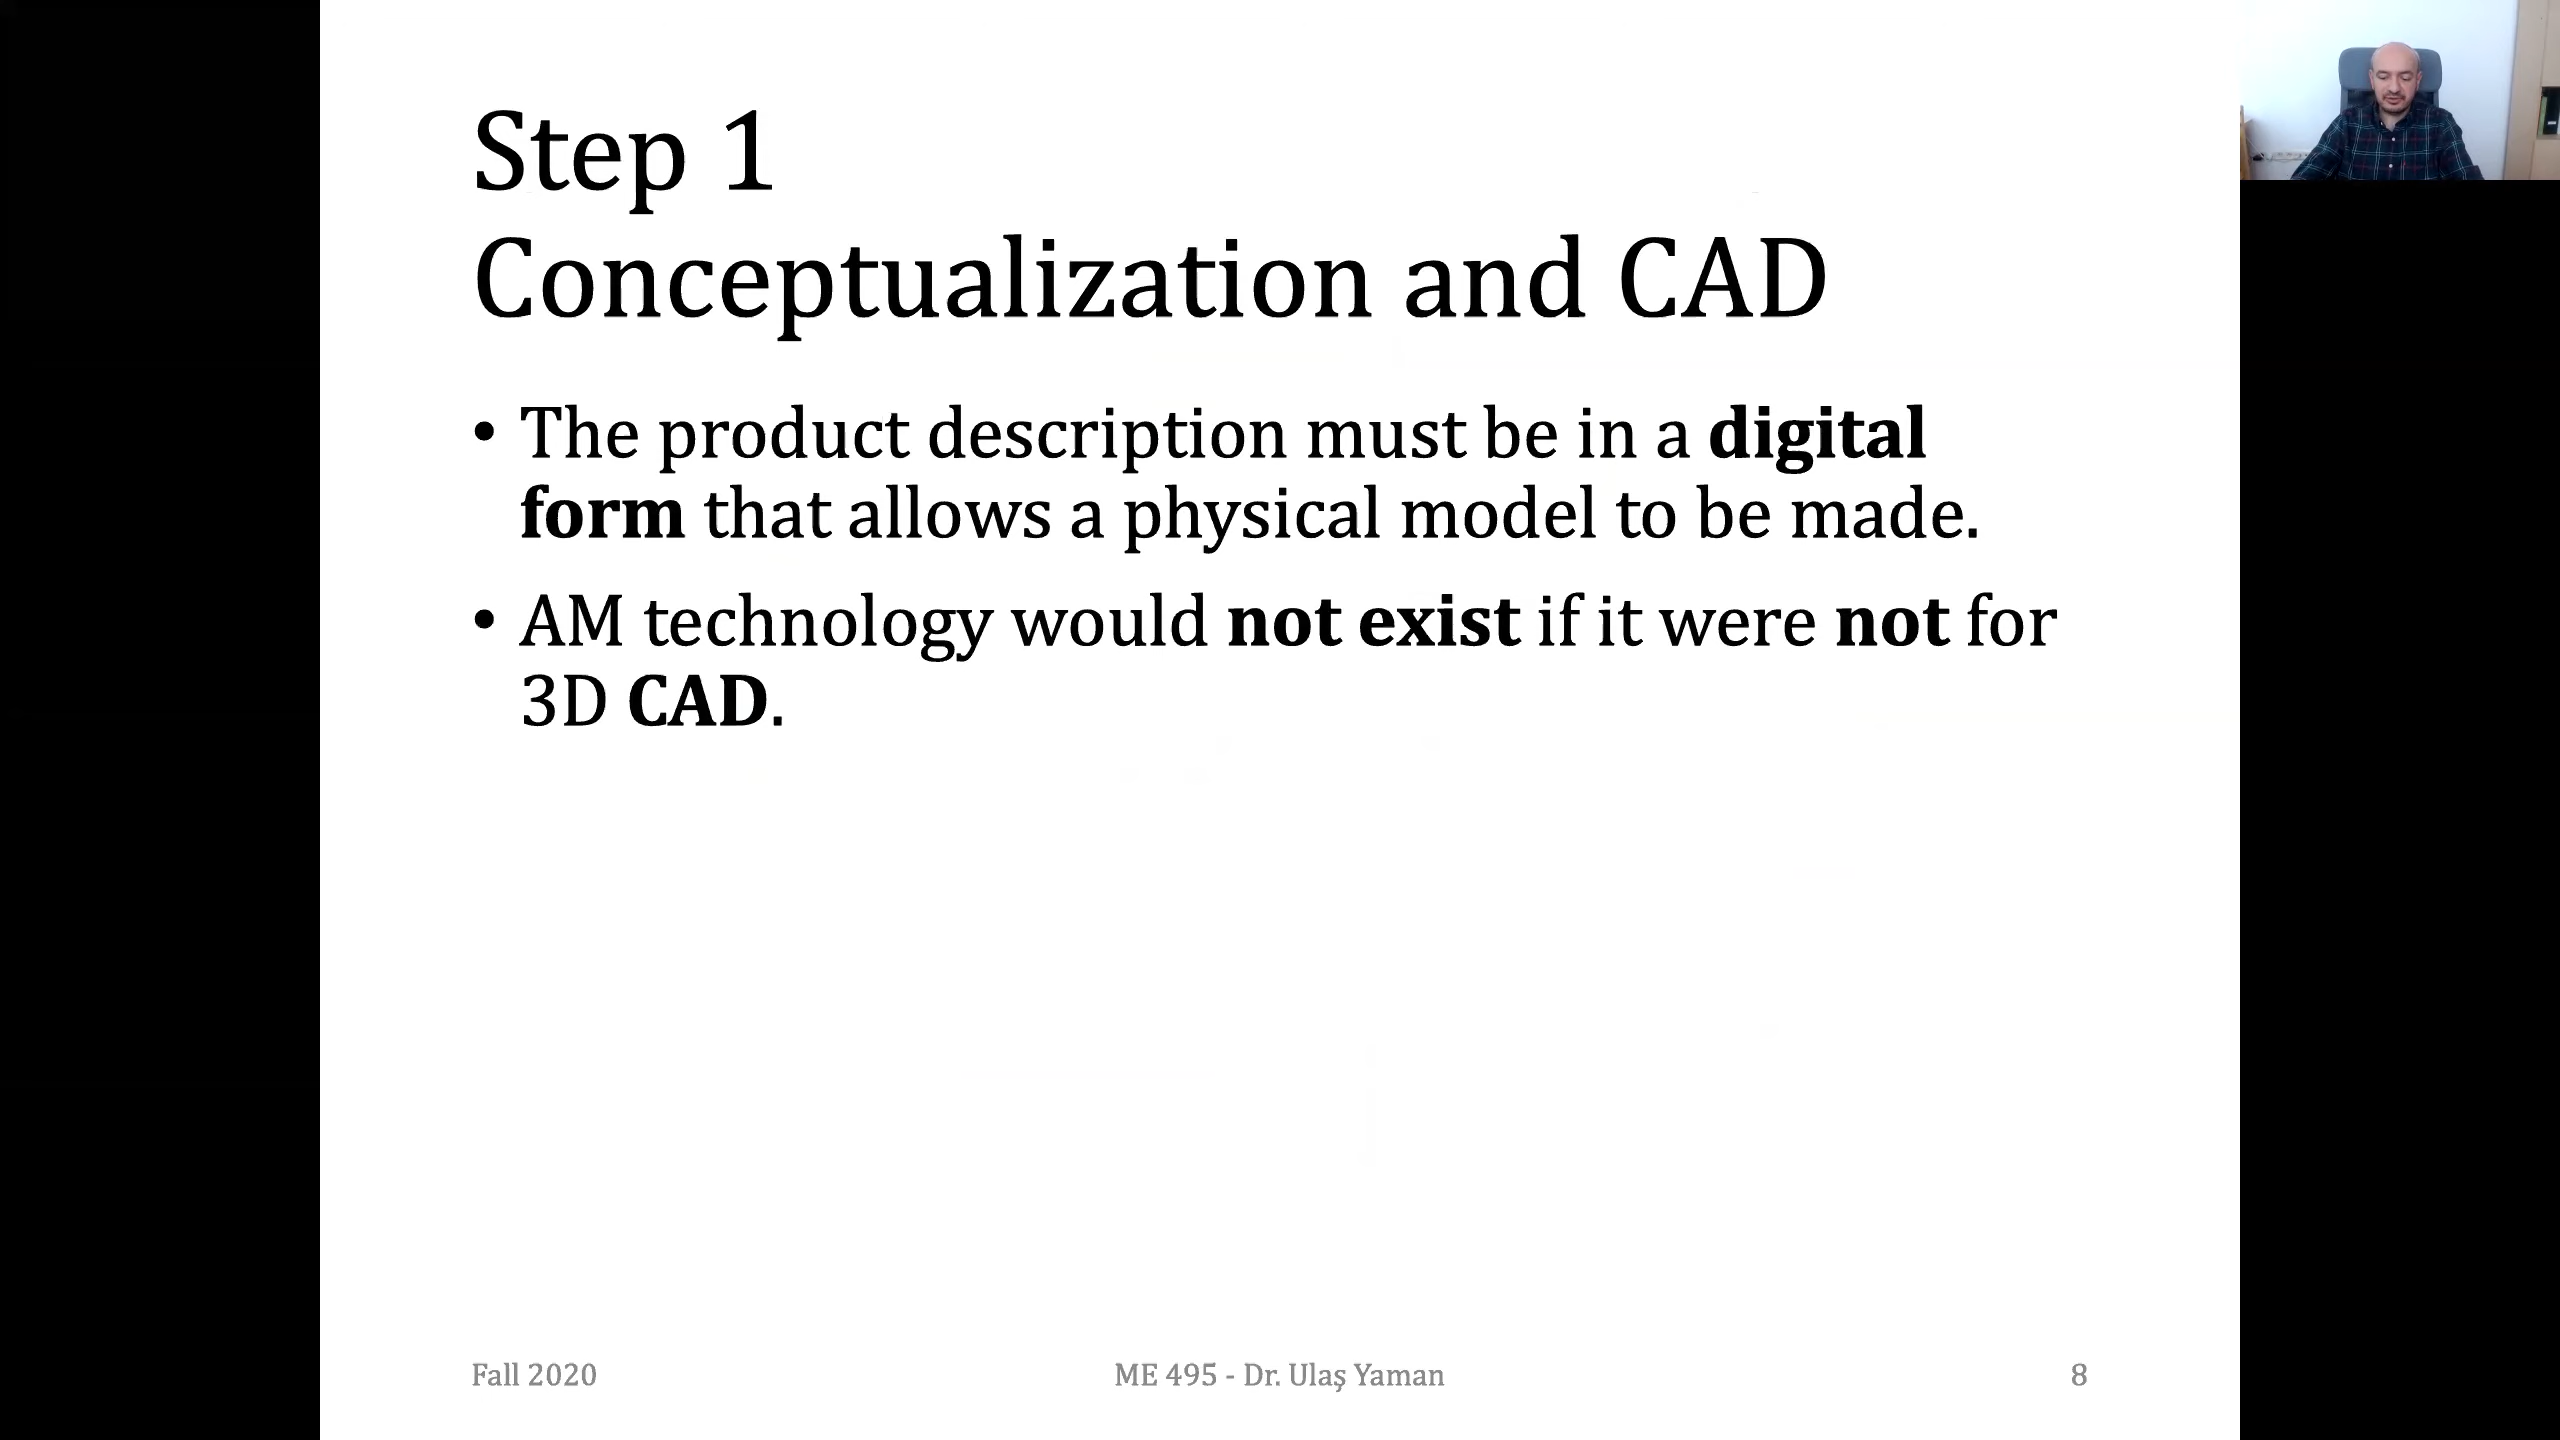 Step 1
Conceptualization and CAD
• The product description must be in a digital
form that allows a physical model to be made.
• AM technology would not exist if it were not for
3D CAD.
Fall 2020
ME 495 - Dr. Ulaş Yaman
8